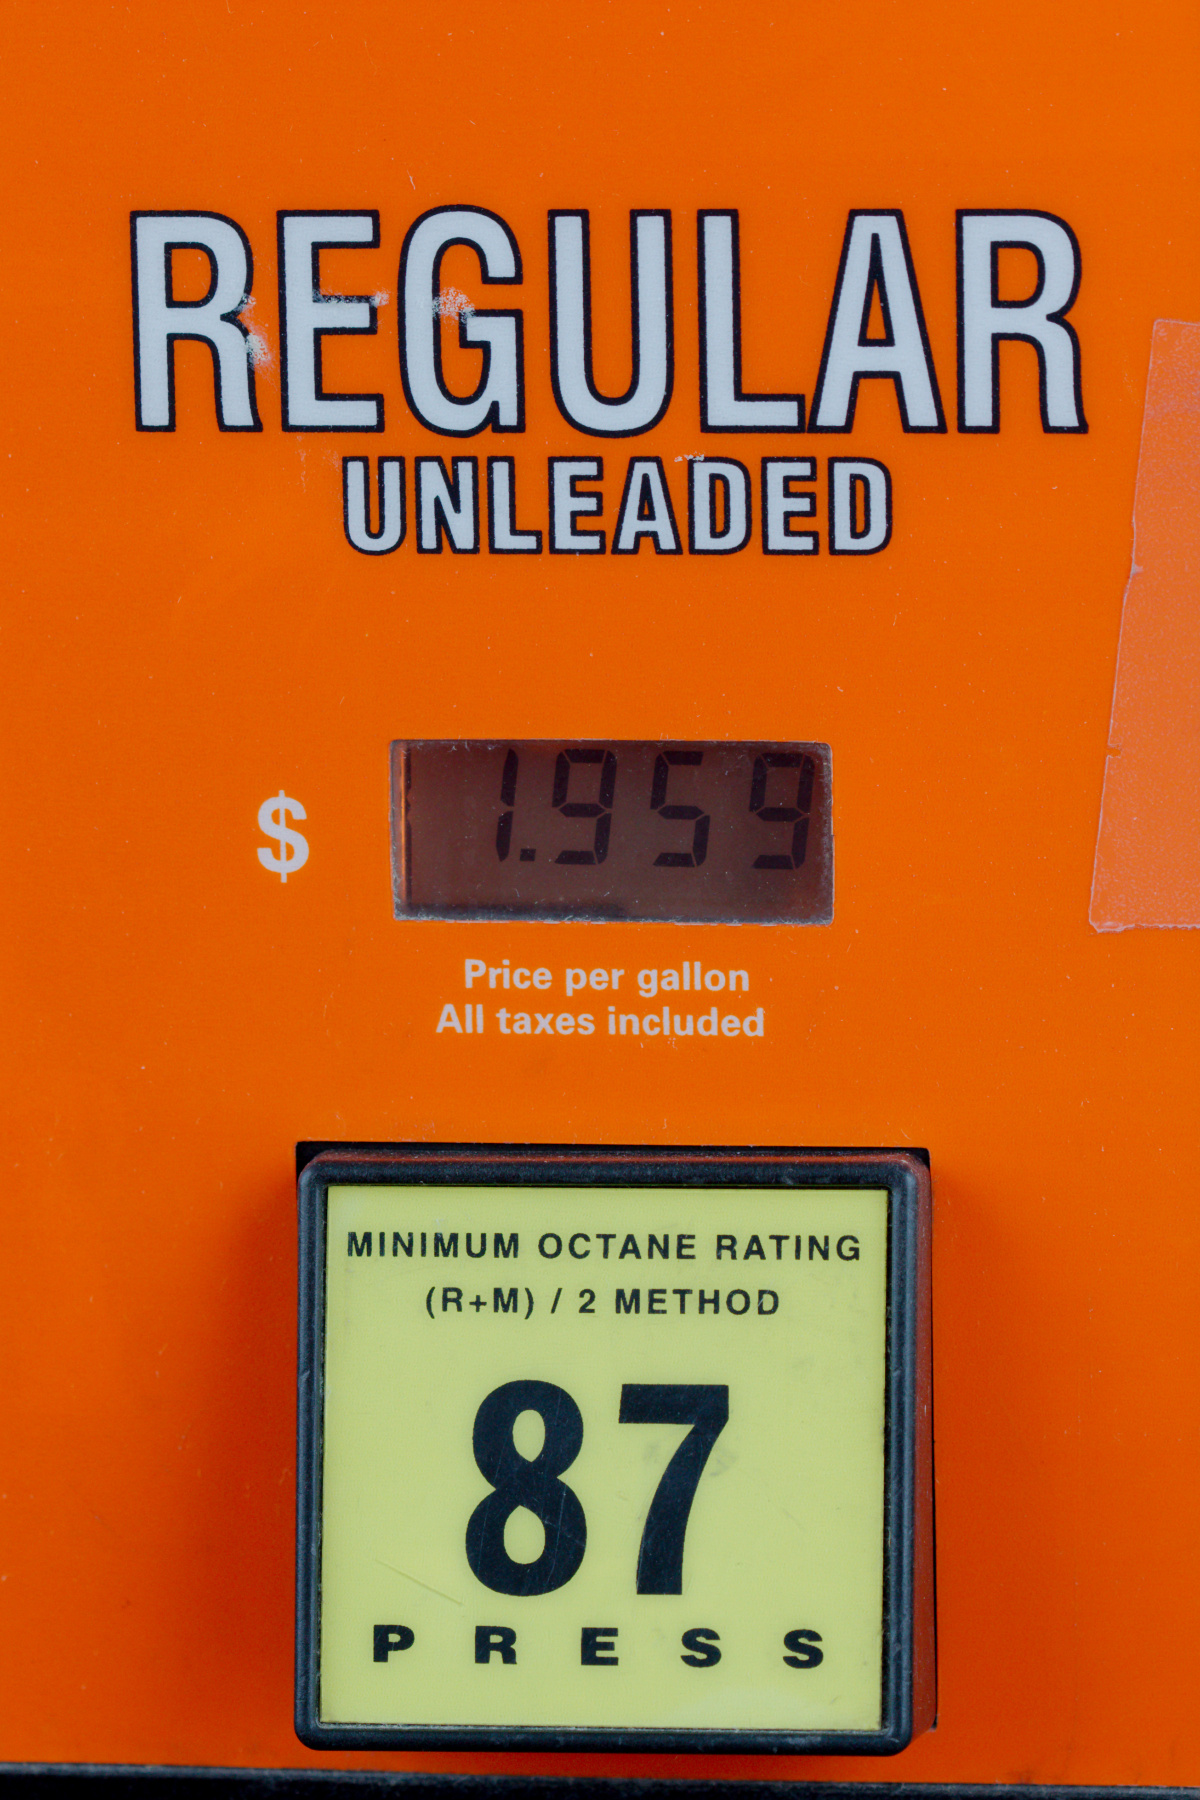 REGULAR
UNLEADED
$ 1.959
Price per gallon
All taxes included
MINIMUM OCTANE RATING
(R+M) / 2 METHOD
87
PRESS